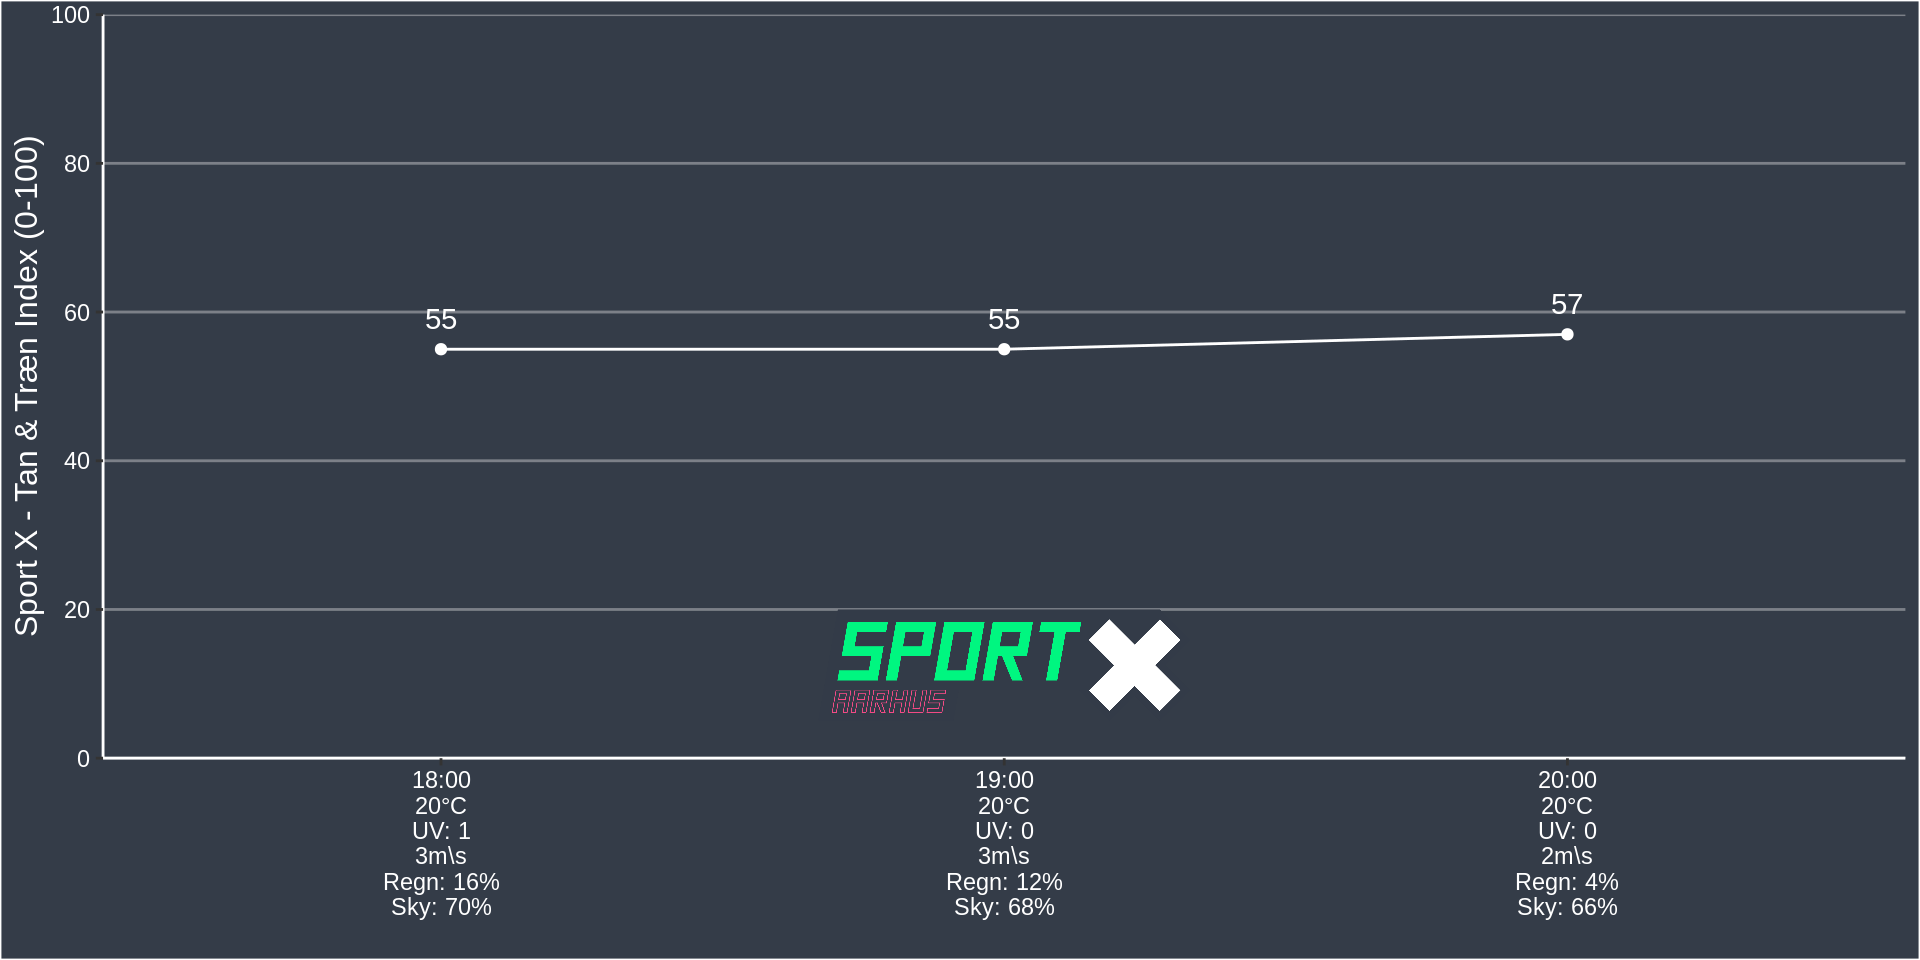 Sport X - Tan & Træn Index (0-100)
100
80
60
40
20
0
55
55
57
SPORT X
AARHUS
18:00
20°C
UV: 1
3m\s
Regn: 16%
Sky: 70%
19:00
20°C
UV: 0
3m\s
Regn: 12%
Sky: 68%
20:00
20°C
UV: 0
2m\s
Regn: 4%
Sky: 66%